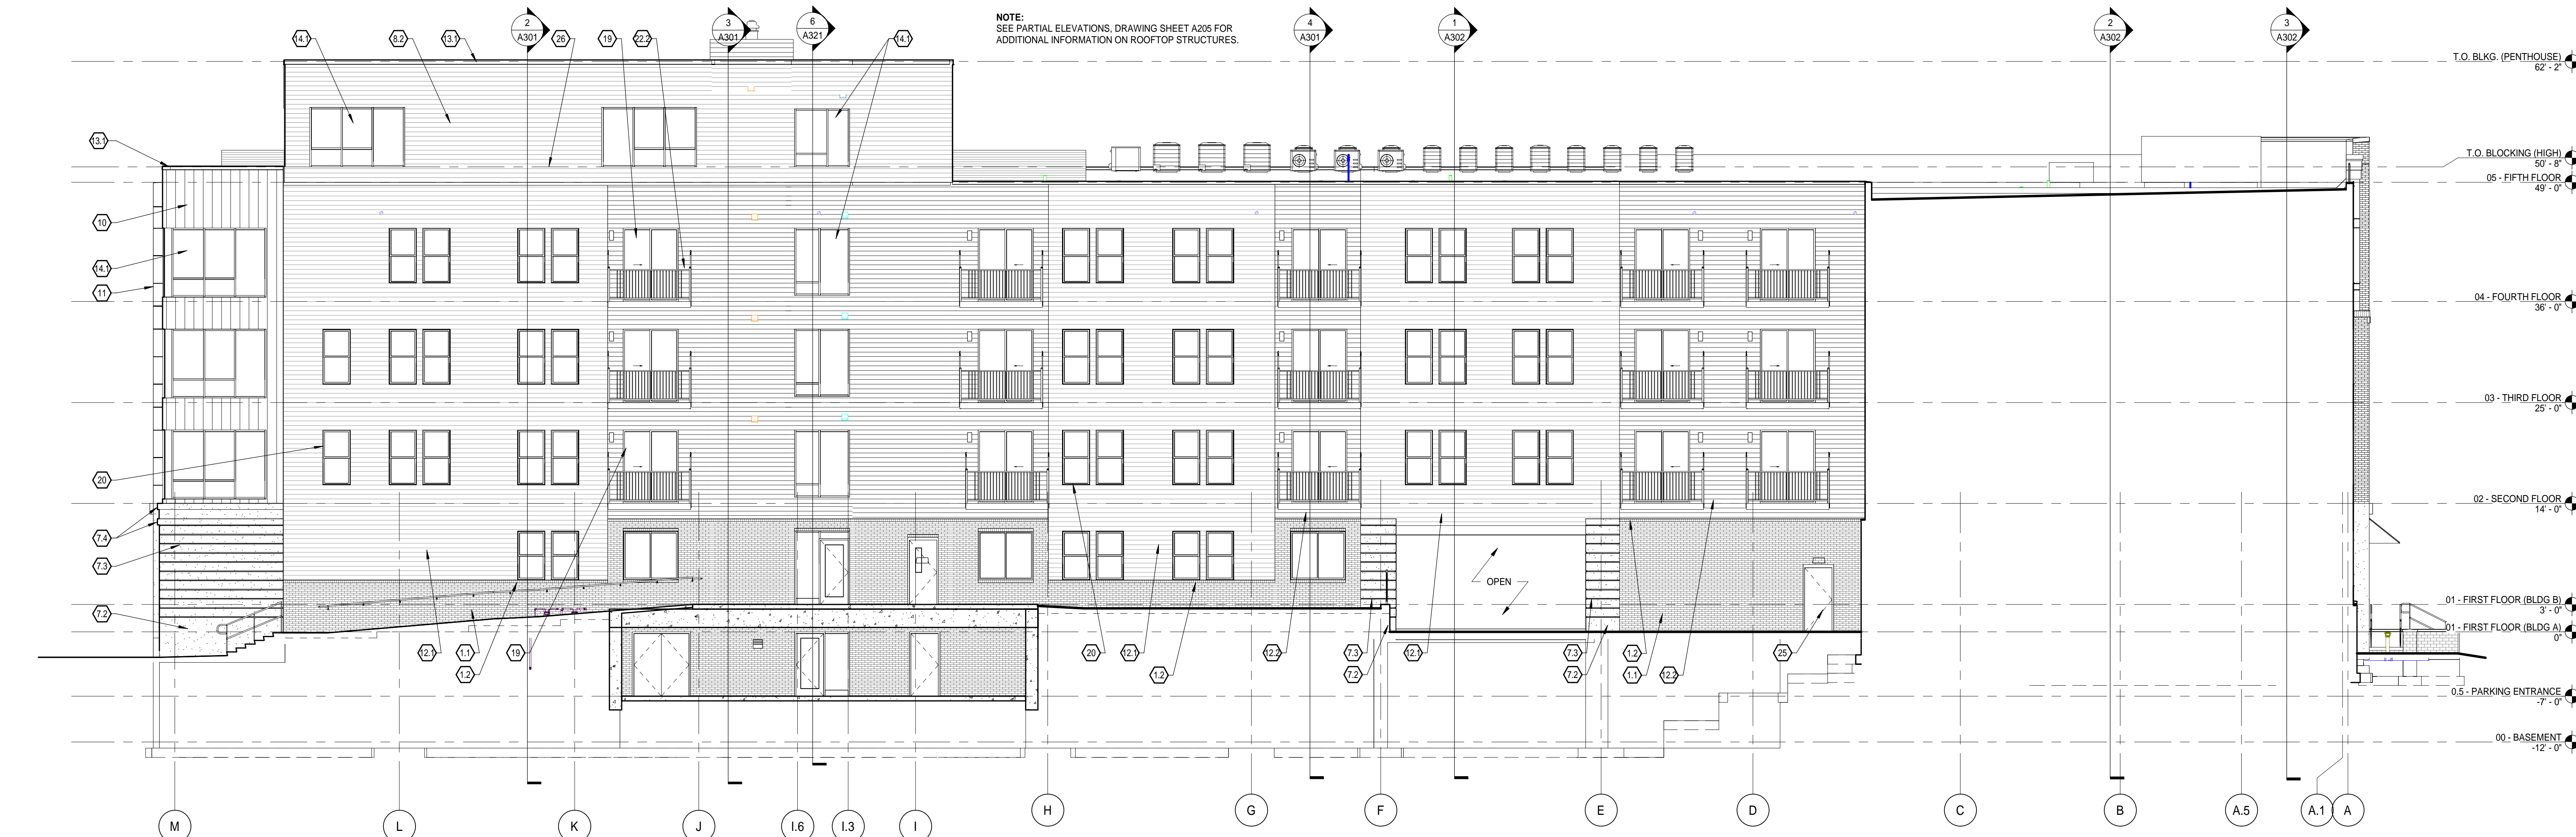 2
A301
3
A301
6
A321
NOTE:
SEE PARTIAL ELEVATIONS, DRAWING SHEET A205 FOR
ADDITIONAL INFORMATION ON ROOFTOP STRUCTURES.
4
A301
1
A302
2
A302
3
A302
14.1
8.2
13.1
26
19
22.2
14.1
T.O. BLKG. (PENTHOUSE)
62' - 2"
13.1
T.O. BLOCKING (HIGH)
50' - 8"
05 - FIFTH FLOOR
49' - 0"
10
14.1
11
04 - FOURTH FLOOR
36' - 0"
03 - THIRD FLOOR
25' - 0"
20
02 - SECOND FLOOR
14' - 0"
7.4
7.3
OPEN
7.2
01 - FIRST FLOOR (BLDG B)
3' - 0"
01 - FIRST FLOOR (BLDG A)
0"
12.1
1.1
19
20
12.1
12.2
7.3
12.1
7.3
1.2
25
1.2
1.2
7.2
7.2
1.1
12.2
0.5 - PARKING ENTRANCE
-7' - 0"
00 - BASEMENT
-12' - 0"
M
L
K
J
I.6
I.3
I
H
G
F
E
D
C
B
A.5
A.1
A